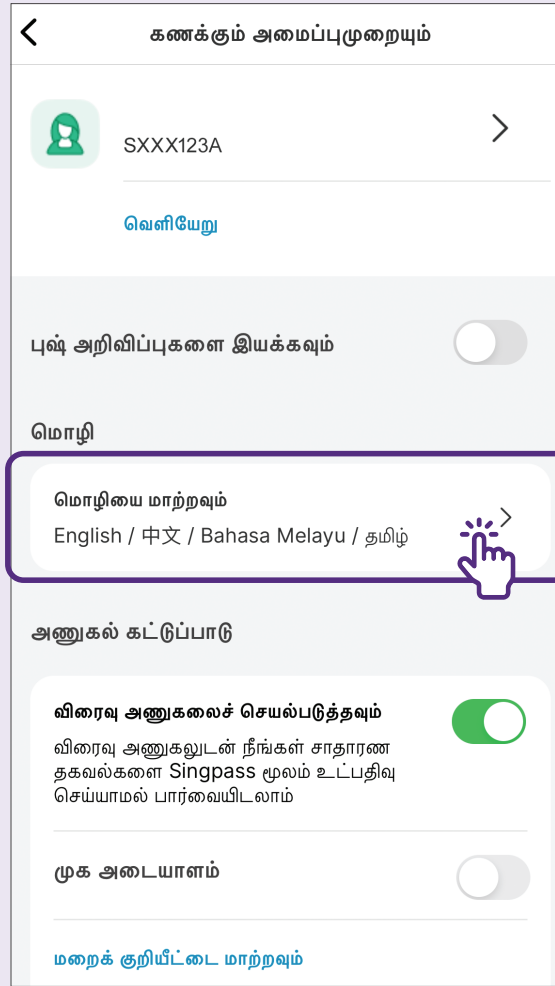 கணக்கும் அமைப்புமுறையும்
SXXX123A
வெளியேறு
புஷ் அறிவிப்புகளை இயக்கவும்
மொழி
மொழியை மாற்றவும்
English / 中文 / Bahasa Melayu / தமிழ்
அணுகல் கட்டுப்பாடு
விரைவு அணுகலைச் செயல்படுத்தவும்
விரைவு அணுகலுடன் நீங்கள் சாதாரண
தகவல்களை Singpass மூலம் உட்பதிவு
செய்யாமல் பார்வையிடலாம்
முக அடையாளம்
மறைக் குறியீட்டை மாற்றவும்